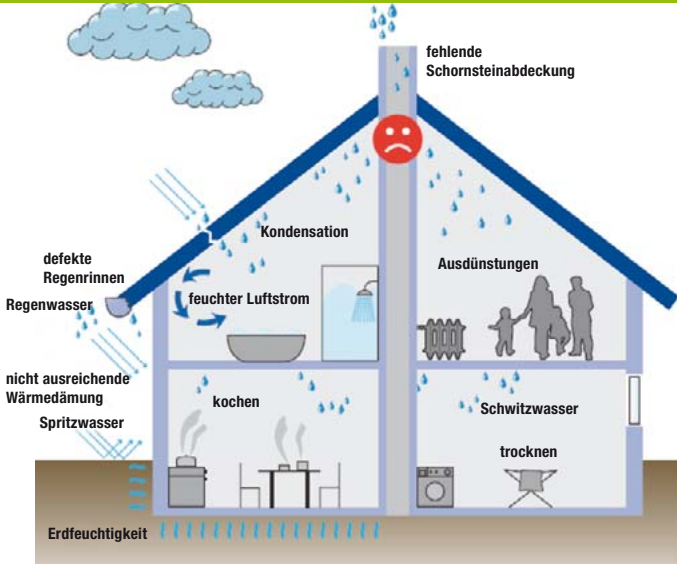 fehlende
Schornsteinabdeckung
Kondensation
defekte
Regenrinnen
Regenwasser
feuchter Luftstrom
Ausdünstungen
nicht ausreichende
Wärmedämung
Spritzwasser
kochen
Schwitzwasser
trocknen
Erdfeuchtigkeit